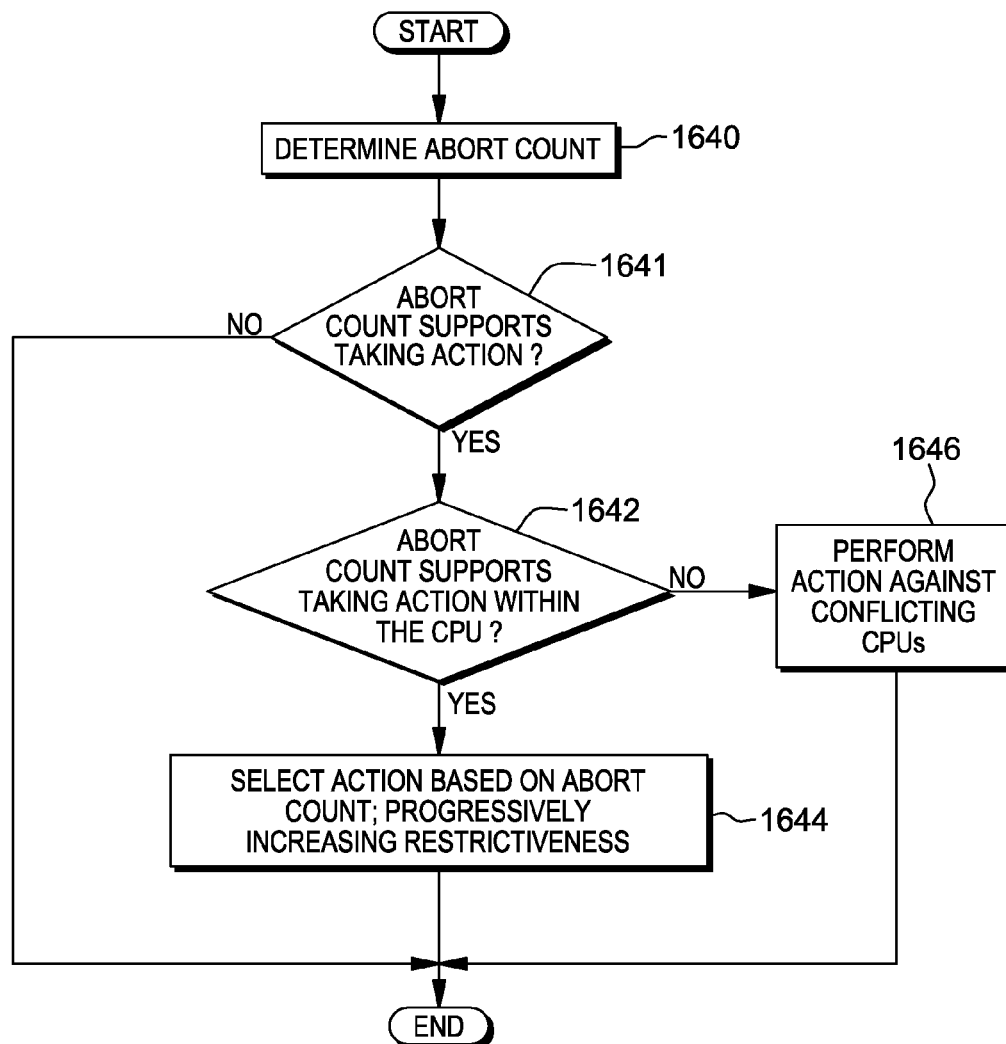 START
DETERMINE ABORT COUNT
1640
1641
ABORT
COUNT SUPPORTS
TAKING ACTION ?
NO
YES
1642
ABORT
COUNT SUPPORTS
TAKING ACTION WITHIN
THE CPU ?
NO
1646
PERFORM
ACTION AGAINST
CONFLICTING
CPUs
YES
SELECT ACTION BASED ON ABORT
COUNT; PROGRESSIVELY
INCREASING RESTRICTIVENESS
1644
END